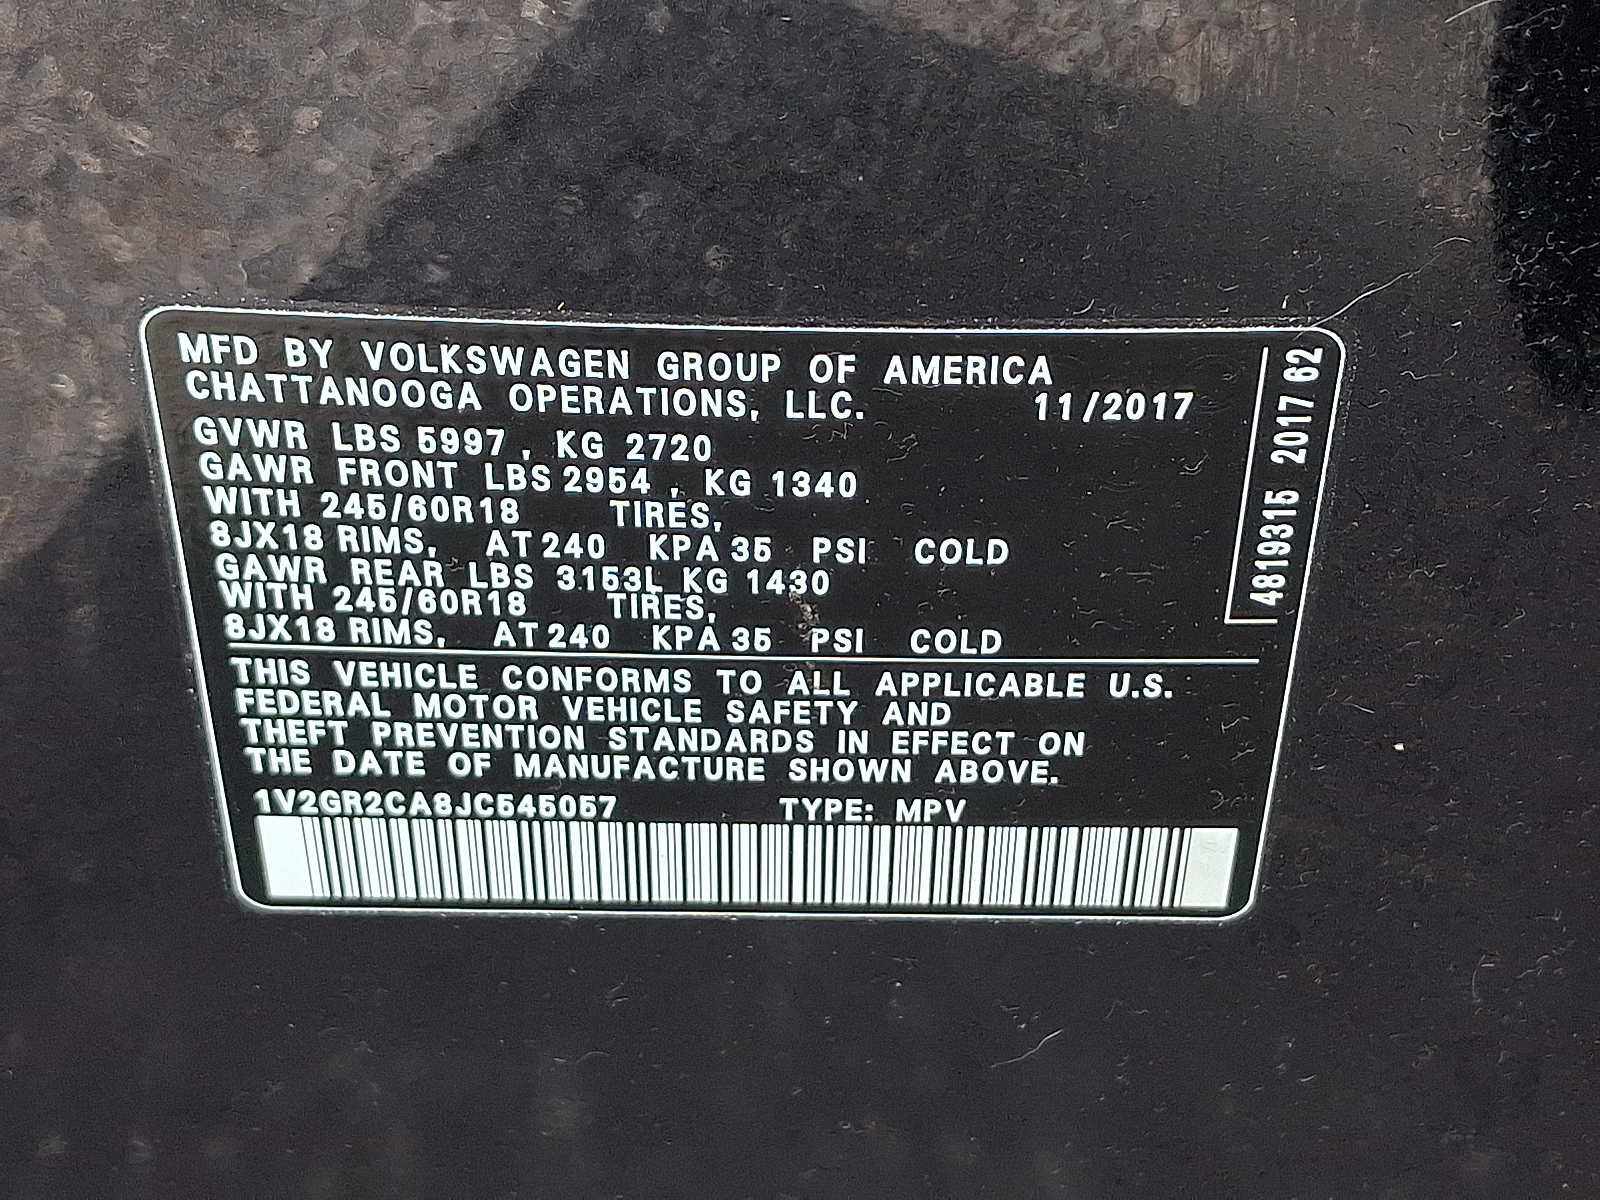 MFD BY VOLKSWAGEN GROUP OF AMERICA
CHATTANOOGA OPERATIONS, LLC. 11/2017
GVWR LBS 5997 , KG 2720
GAWR FRONT LBS 2954 , KG 1340
WITH 245/60R18 TIRES,
8JX18 RIMS, AT 240 KPA 35 PSI COLD
GAWR REAR LBS 3153L KG 1430
WITH 245/60R18 TIRES,
8JX18 RIMS, AT 240 KPA 35 PSI COLD
THIS VEHICLE CONFORMS TO ALL APPLICABLE U.S.
FEDERAL MOTOR VEHICLE SAFETY AND
THEFT PREVENTION STANDARDS IN EFFECT ON
THE DATE OF MANUFACTURE SHOWN ABOVE.
1V2GR2CA8JC545057 TYPE: MPV
4819315 2017 62